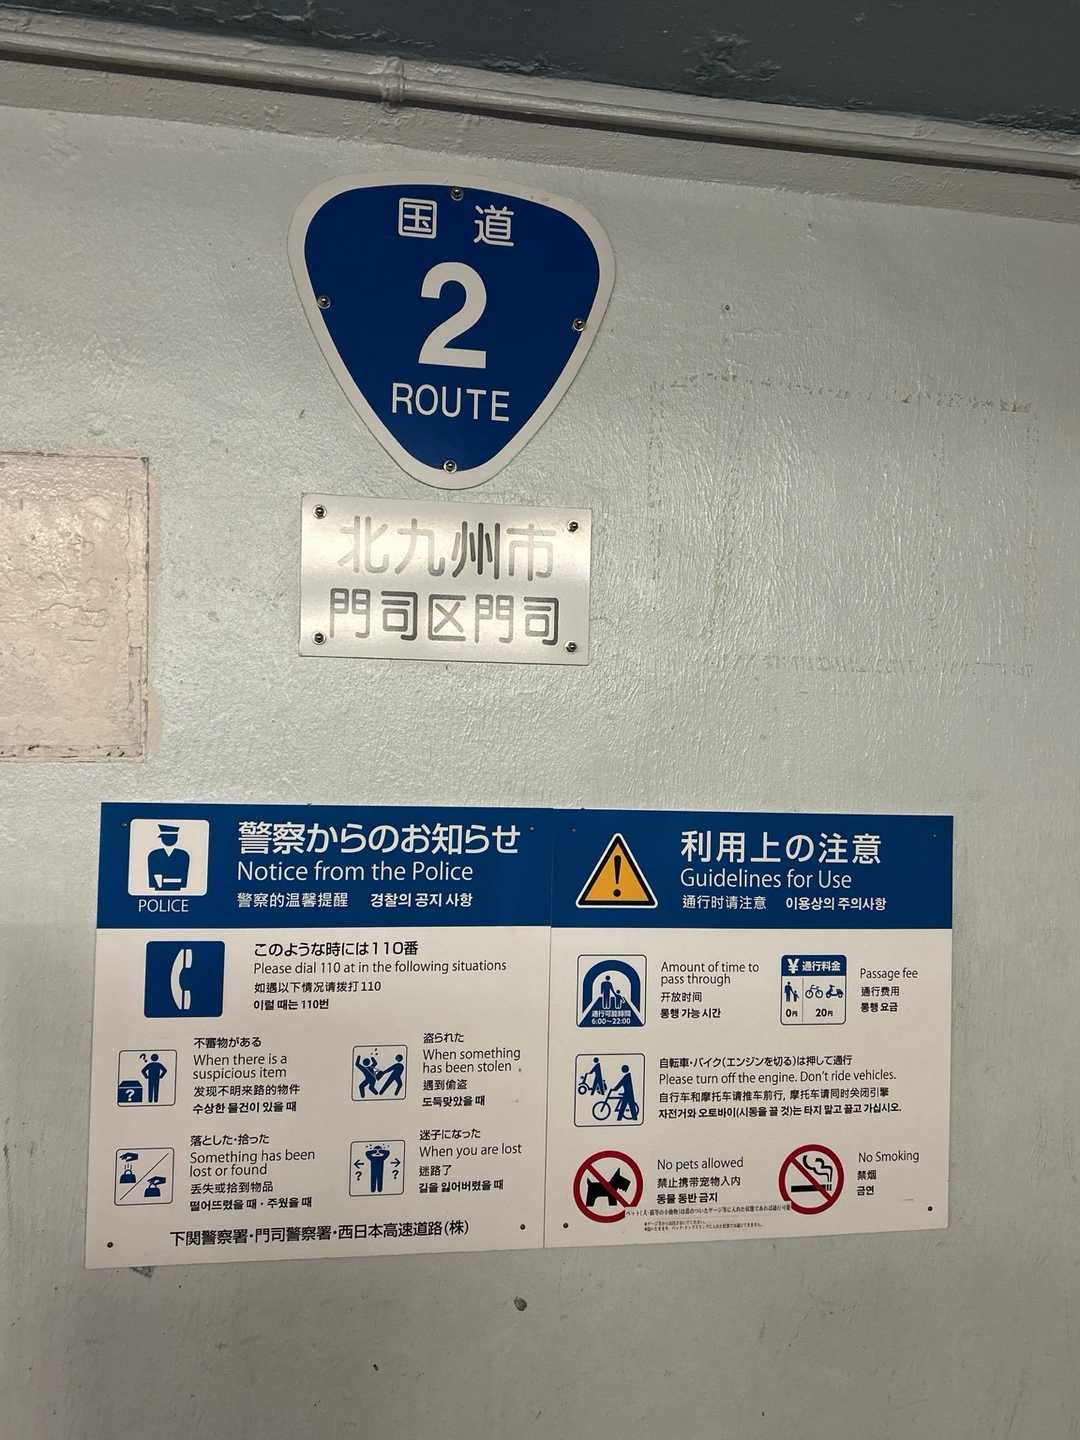 国道
2
ROUTE
北九州市
門司区門司
POLICE
警察からのお知らせ
Notice from the Police
警察的温馨提醒 경찰의 공지 사항
このような時には110番
Please dial 110 at in the following situations
如遇以下情况请拨打110
이럴 때는 110번
不審物がある
When there is a
suspicious item
发现不明来路的物件
수상한 물건이 있을 때
盗られた
When something
has been stolen .
遇到偷盗
도둑맞았을 때
落とした・拾った
Something has been
lost or found
丢失或拾到物品
떨어뜨렸을 때・주웠을 때
迷子になった
When you are lost
迷路了
길을 잃어버렸을 때
下関警察署・門司警察署・西日本高速道路(株)
利用上の注意
Guidelines for Use
通行时请注意 이용상의 주의사항
通行可能時間
6:00~22:00
Amount of time to
pass through
开放时间
통행 가능 시간
¥ 通行料金
0円 20円
Passage fee
通行费用
통행 요금
自転車・バイク(エンジンを切る)は押して通行
Please turn off the engine. Don't ride vehicles.
自行车和摩托车请推车前行, 摩托车请同时关闭引擎
자전거와 오토바이(시동을 끌 것)는 타지 말고 끌고 가십시오.
No pets allowed
禁止携带宠物入内
동물 동반 금지
No Smoking
禁烟
금연